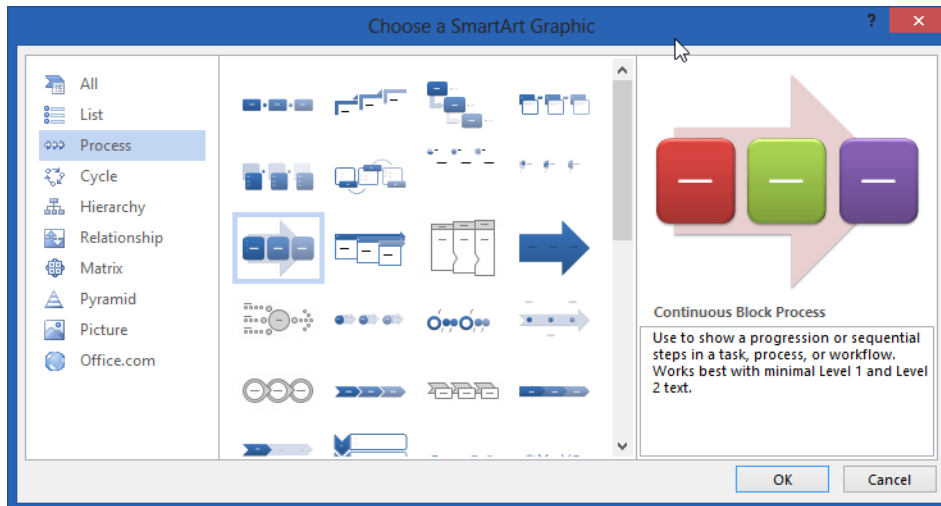 Choose a SmartArt Graphic
?
All
List
Process
Cycle
Hierarchy
Relationship
Matrix
Pyramid
Picture
Office.com
Continuous Block Process
Use to show a progression or sequential
steps in a task, process, or workflow.
Works best with minimal Level 1 and Level
2 text.
OK
Cancel